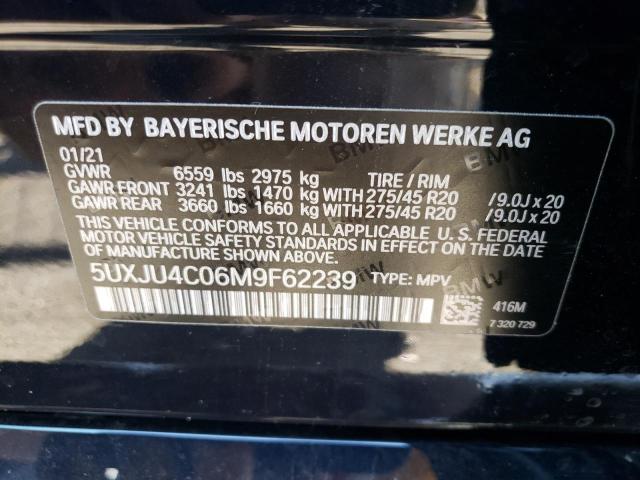 MFD BY BAYERISCHE MOTOREN WERKE AG
01/21
GVWR 6559 lbs 2975 kg TIRE / RIM
GAWR FRONT 3241 lbs 1470 kg WITH 275/45 R20 /9.0J x 20
GAWR REAR 3660 lbs 1660 kg WITH 275/45 R20 /9.0J x 20
THIS VEHICLE CONFORMS TO ALL APPLICABLE U. S. FEDERAL
MOTOR VEHICLE SAFETY STANDARDS IN EFFECT ON THE DATE
OF MANUFACTURE SHOWN ABOVE.
5UXJU4C06M9F62239 TYPE: MPV
416M
7 320 729